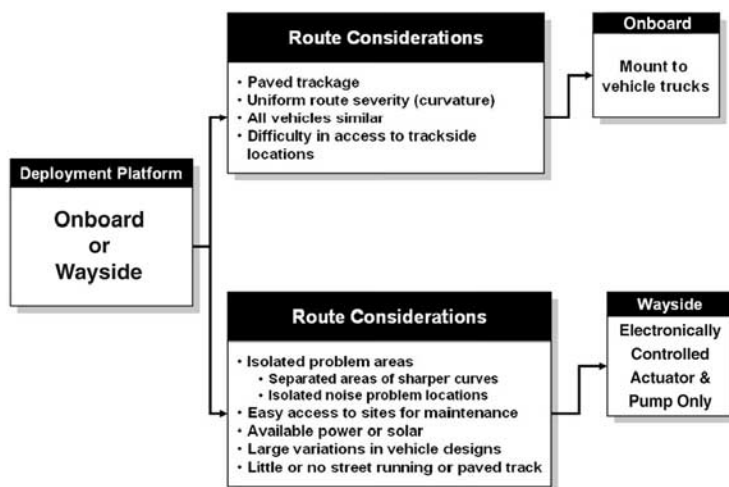 Deployment Platform
Onboard
or
Wayside
Route Considerations
• Paved trackage
• Uniform route severity (curvature)
• All vehicles similar
• Difficulty in access to trackside
locations
Onboard
Mount to
vehicle trucks
Route Considerations
• Isolated problem areas
• Separated areas of sharper curves
• Isolated noise problem locations
• Easy access to sites for maintenance
• Available power or solar
• Large variations in vehicle designs
• Little or no street running or paved track
Wayside
Electronically
Controlled
Actuator &
Pump Only